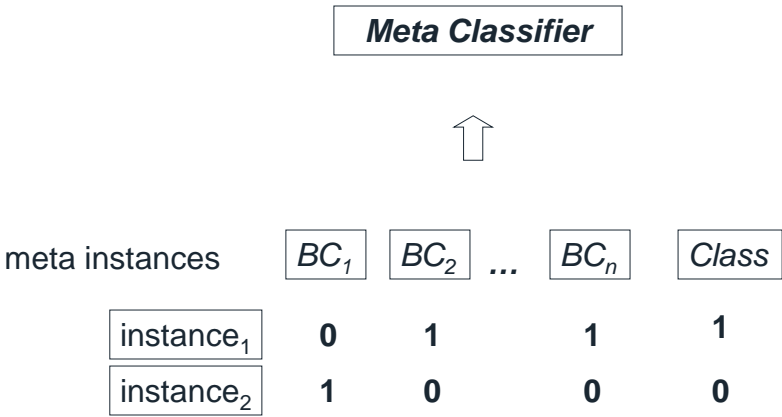 Meta Classifier
meta instances BC₁ BC₂ ... BCₙ Class
instance₁ 0 1 1 1
instance₂ 1 0 0 0